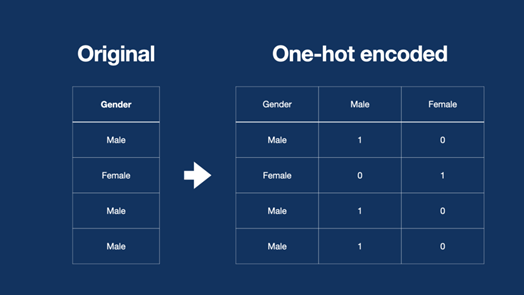 Original
One-hot encoded
Gender
Male
Female
Male
Male
Gender Male Female
Male 1 0
Female 0 1
Male 1 0
Male 1 0